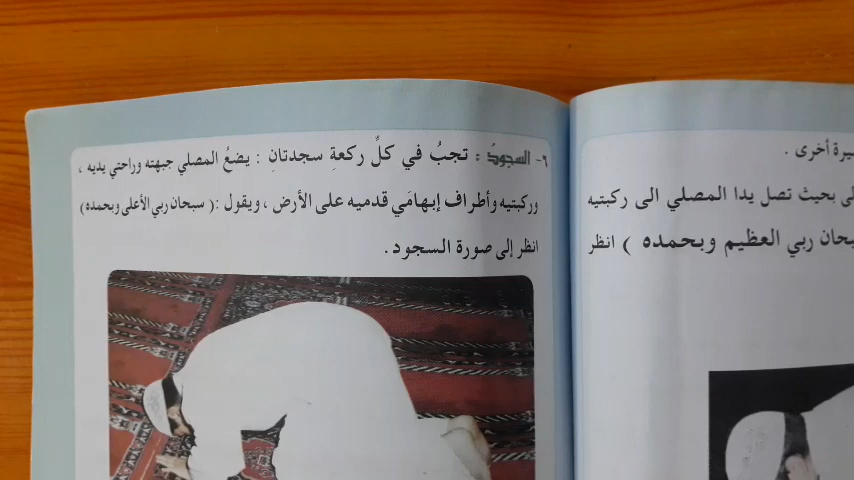 سيرة أخرى .
لى بحيث تصل يدا المصلي الى ركبتيه
سبحان ربي العظيم وبحمده ) انظر
٦- السجودُ : تجبُ في كلِّ ركعةِ سجدتانِ : يضعُ المصلي جبهته وراحتي يديه ،
وركبتيه وأطراف إبهامَي قدميه على الأرض ، ويقول :( سبحان ربي الأعلى وبحمده)
انظر إلى صورة السجود .